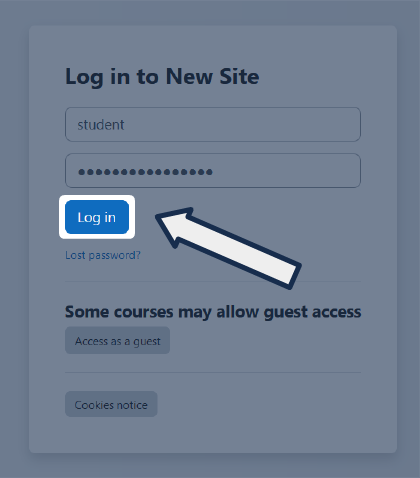 Log in to New Site
student
••••••••••••••••
Log in
Lost password?
Some courses may allow guest access
Access as a guest
Cookies notice